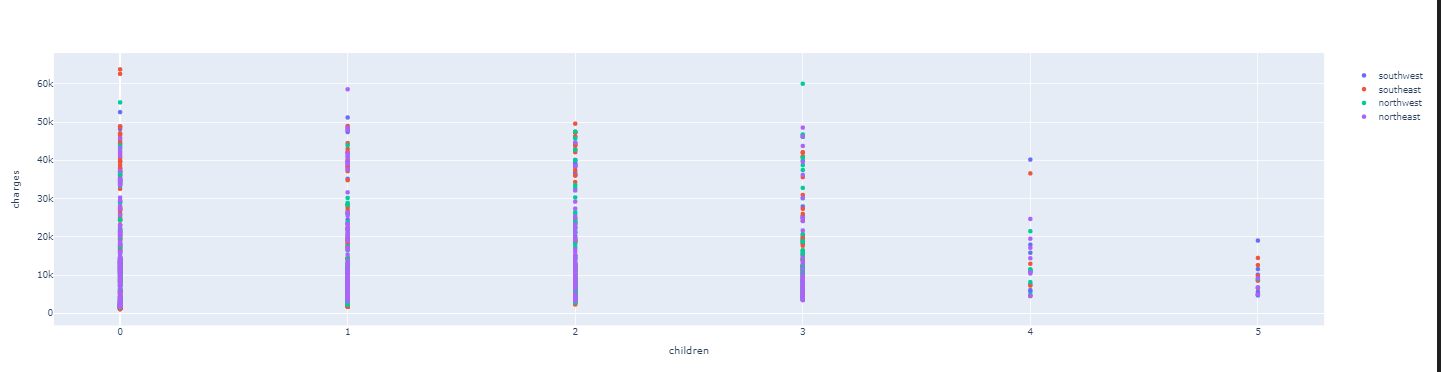 charges
60k
50k
40k
30k
20k
10k
0
0 1 2 3 4 5
children
southwest
southeast
northwest
northeast